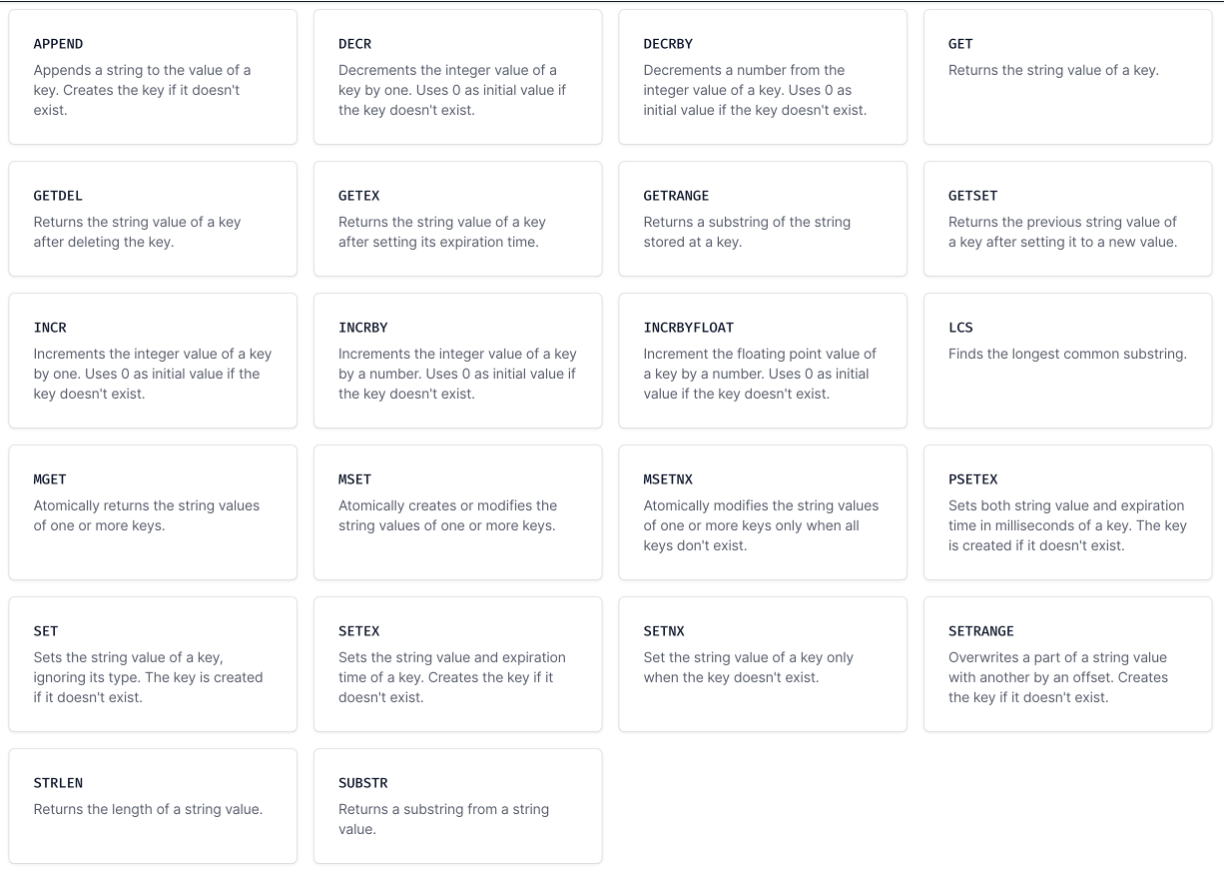 APPEND
Appends a string to the value of a
key. Creates the key if it doesn't
exist.
DECR
Decrements the integer value of a
key by one. Uses 0 as initial value if
the key doesn't exist.
DECRBY
Decrements a number from the
integer value of a key. Uses 0 as
initial value if the key doesn't exist.
GET
Returns the string value of a key.
GETDEL
Returns the string value of a key
after deleting the key.
GETEX
Returns the string value of a key
after setting its expiration time.
GETRANGE
Returns a substring of the string
stored at a key.
GETSET
Returns the previous string value of
a key after setting it to a new value.
INCR
Increments the integer value of a key
by one. Uses 0 as initial value if the
key doesn't exist.
INCRBY
Increments the integer value of a key
by a number. Uses 0 as initial value if
the key doesn't exist.
INCRBYFLOAT
Increment the floating point value of
a key by a number. Uses 0 as initial
value if the key doesn't exist.
LCS
Finds the longest common substring.
MGET
Atomically returns the string values
of one or more keys.
MSET
Atomically creates or modifies the
string values of one or more keys.
MSETNX
Atomically modifies the string values
of one or more keys only when all
keys don't exist.
PSETEX
Sets both string value and expiration
time in milliseconds of a key. The key
is created if it doesn't exist.
SET
Sets the string value of a key,
ignoring its type. The key is created
if it doesn't exist.
SETEX
Sets the string value and expiration
time of a key. Creates the key if it
doesn't exist.
SETNX
Set the string value of a key only
when the key doesn't exist.
SETRANGE
Overwrites a part of a string value
with another by an offset. Creates
the key if it doesn't exist.
STRLEN
Returns the length of a string value.
SUBSTR
Returns a substring from a string
value.